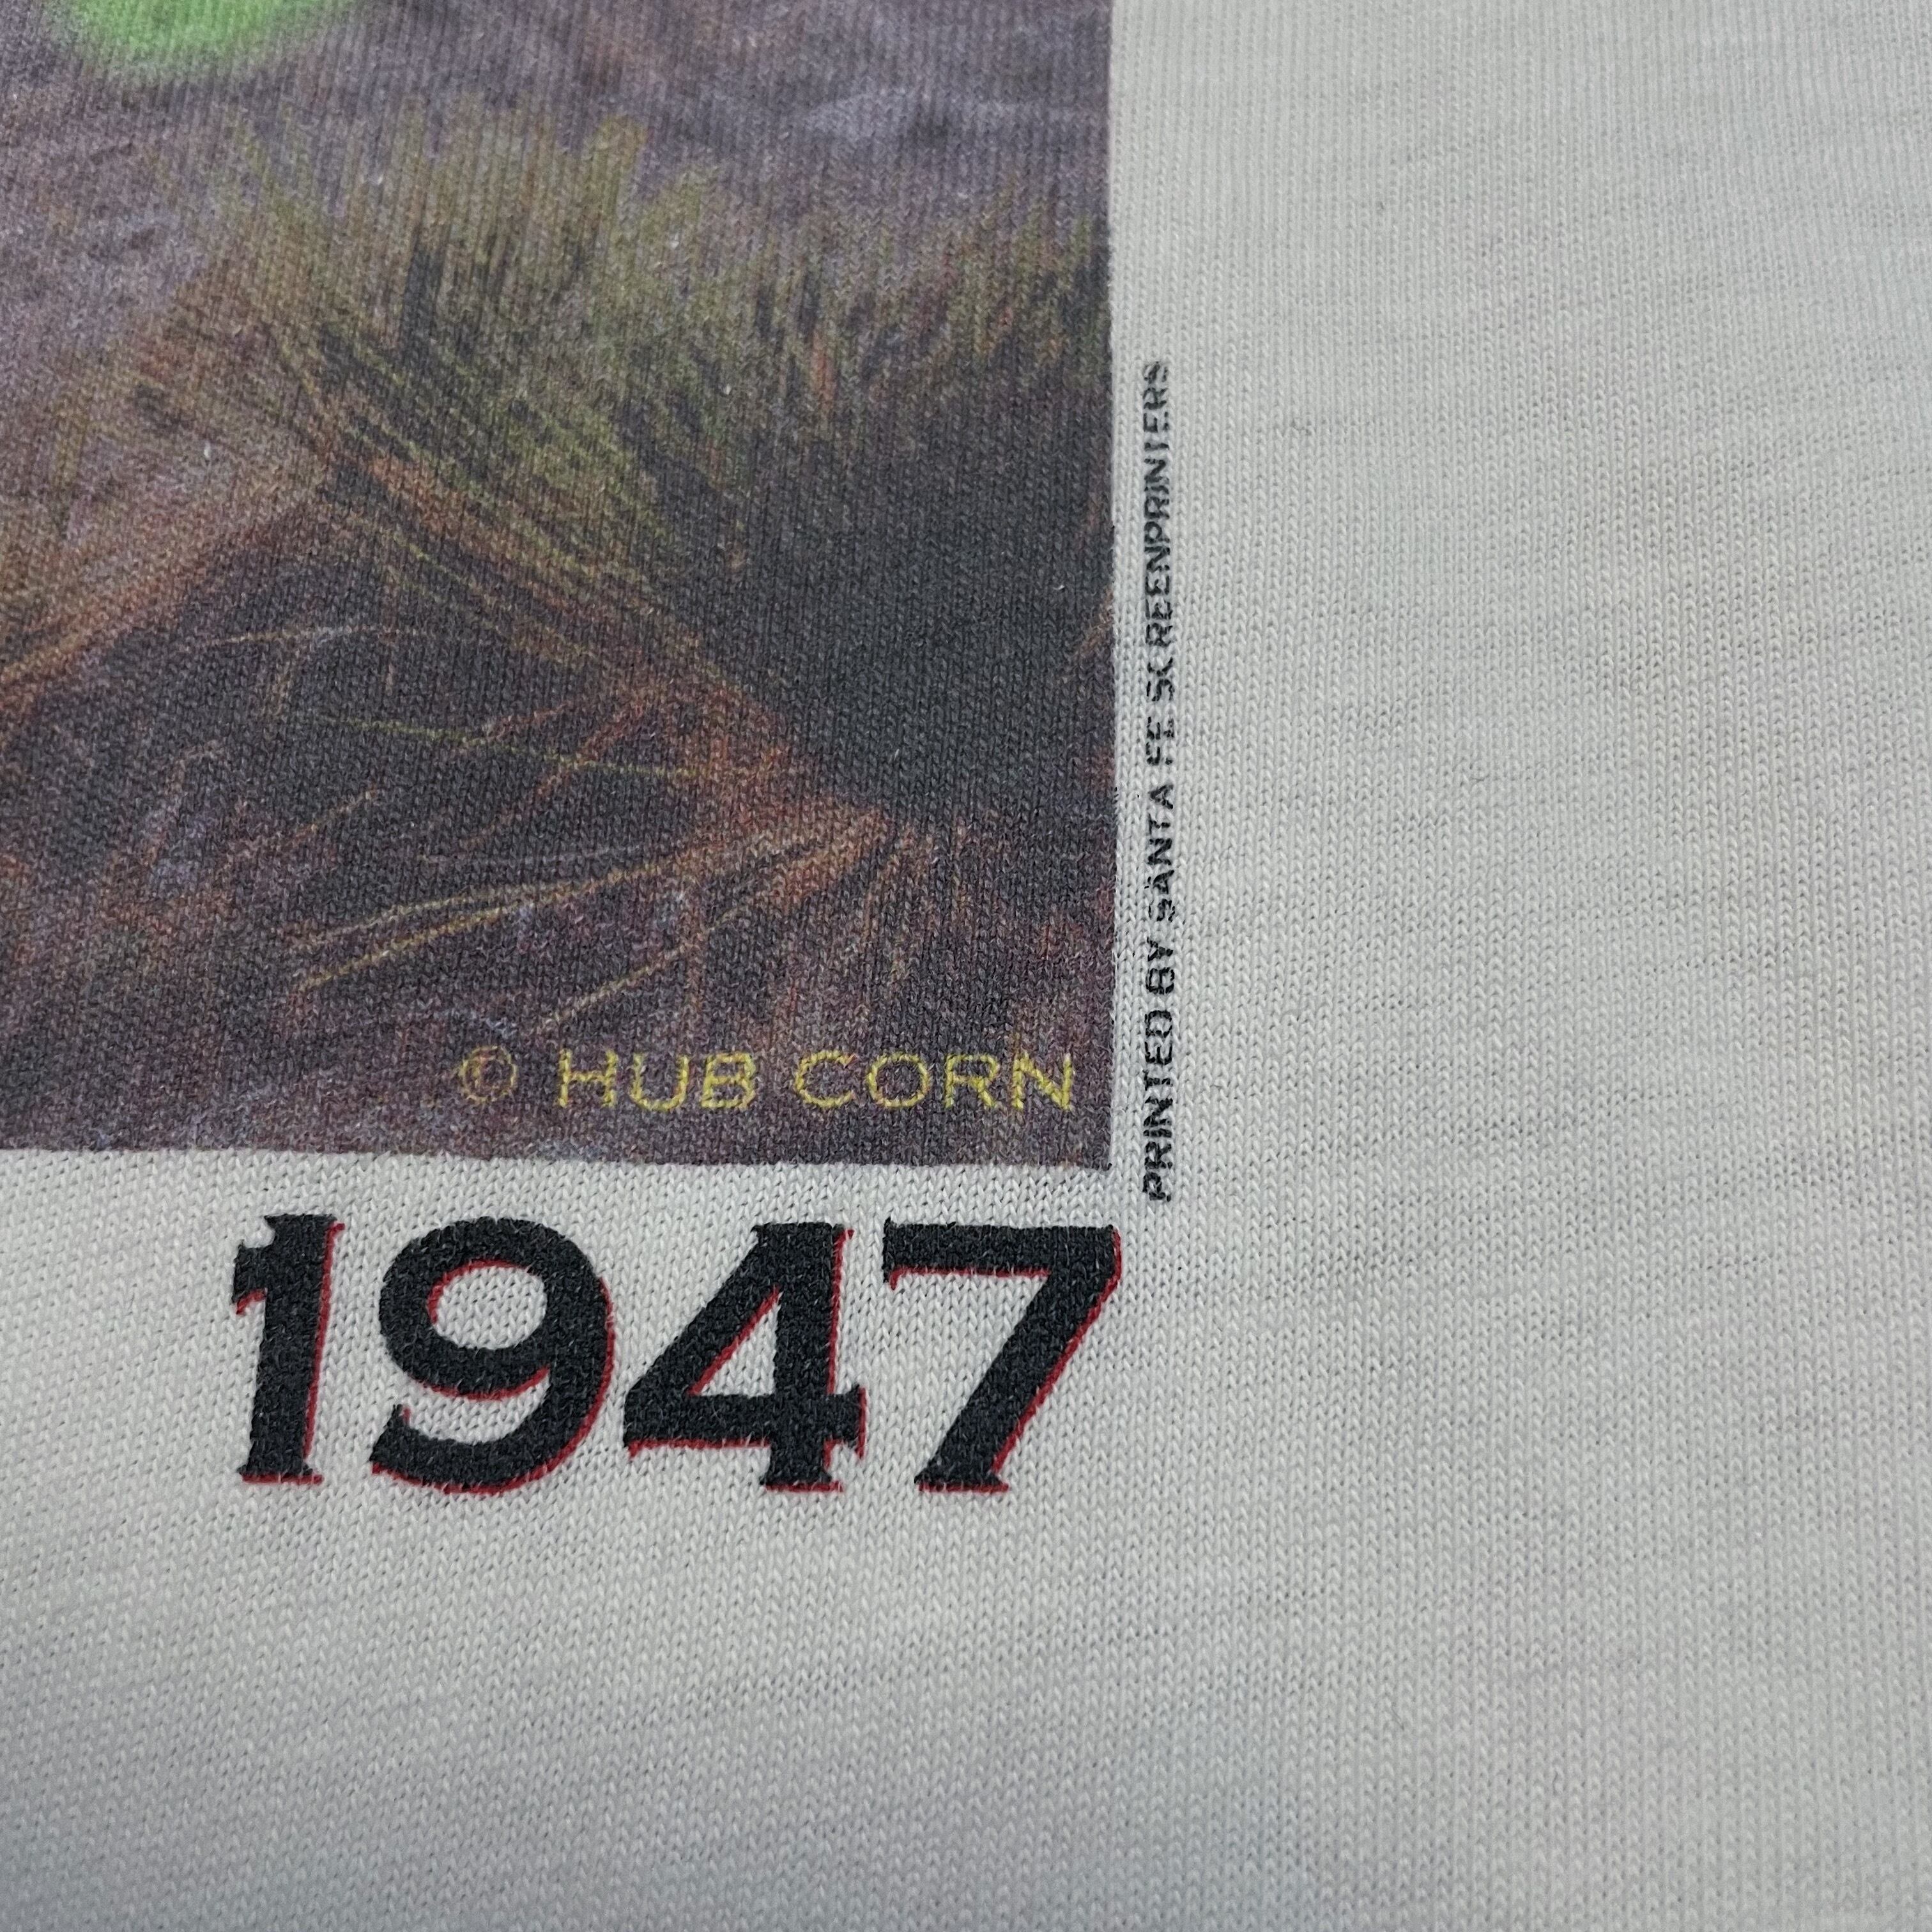 © HUB CORN
PRINTED BY SANTA FE SCREENPRINTERS
1947